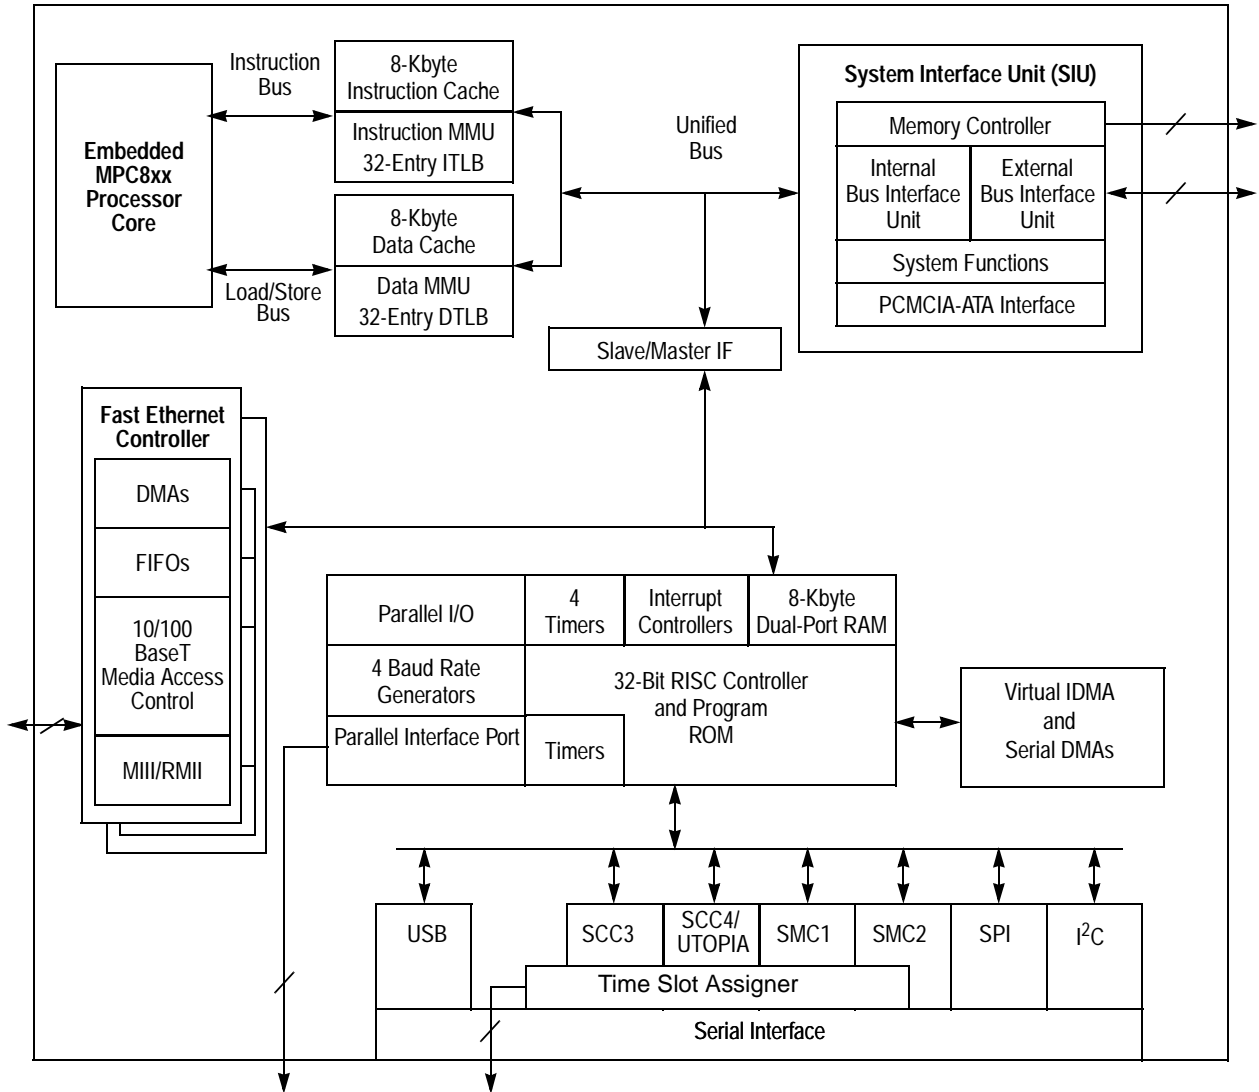 Embedded
MPC8xx
Processor
Core
Instruction
Bus
Load/Store
Bus
8-Kbyte
Instruction Cache
Instruction MMU
32-Entry ITLB
8-Kbyte
Data Cache
Data MMU
32-Entry DTLB
Unified
Bus
System Interface Unit (SIU)
Memory Controller
Internal
Bus Interface
Unit
External
Bus Interface
Unit
System Functions
PCMCIA-ATA Interface
Slave/Master IF
Fast Ethernet
Controller
DMAs
FIFOs
10/100
BaseT
Media Access
Control
MIII/RMII
Parallel I/O
4
Timers
Interrupt
Controllers
8-Kbyte
Dual-Port RAM
4 Baud Rate
Generators
Parallel Interface Port
Timers
32-Bit RISC Controller
and Program
ROM
Virtual IDMA
and
Serial DMAs
USB
SCC3
SCC4/
UTOPIA
SMC1
SMC2
SPI
I²C
Time Slot Assigner
Serial Interface